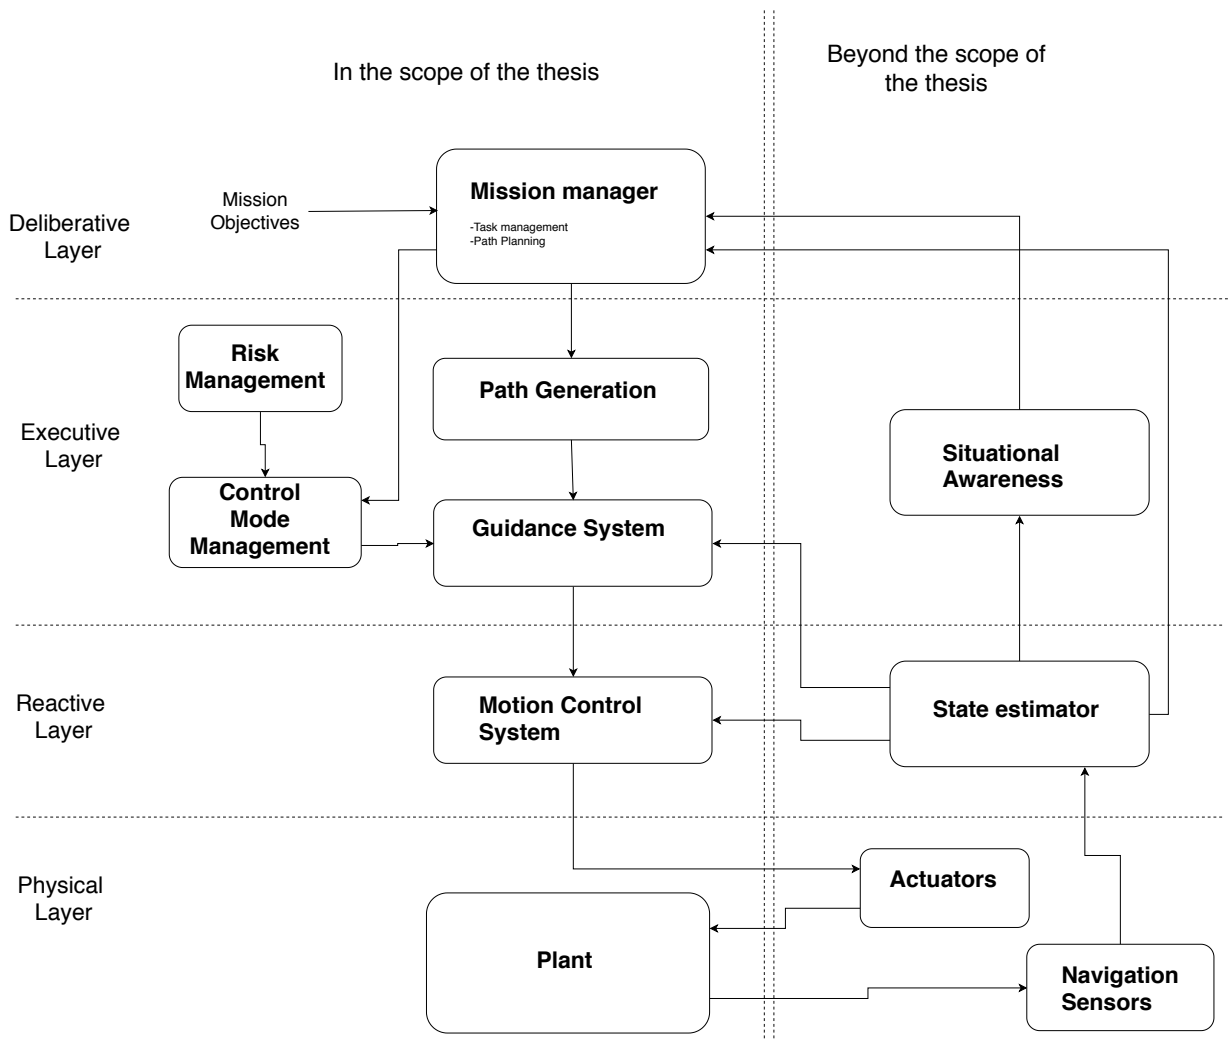 In the scope of the thesis
Beyond the scope of
the thesis
Deliberative
Layer
Mission
Objectives
Mission manager
-Task management
-Path Planning
Executive
Layer
Risk
Management
Path Generation
Control
Mode
Management
Guidance System
Situational
Awareness
Reactive
Layer
Motion Control
System
State estimator
Physical
Layer
Actuators
Plant
Navigation
Sensors